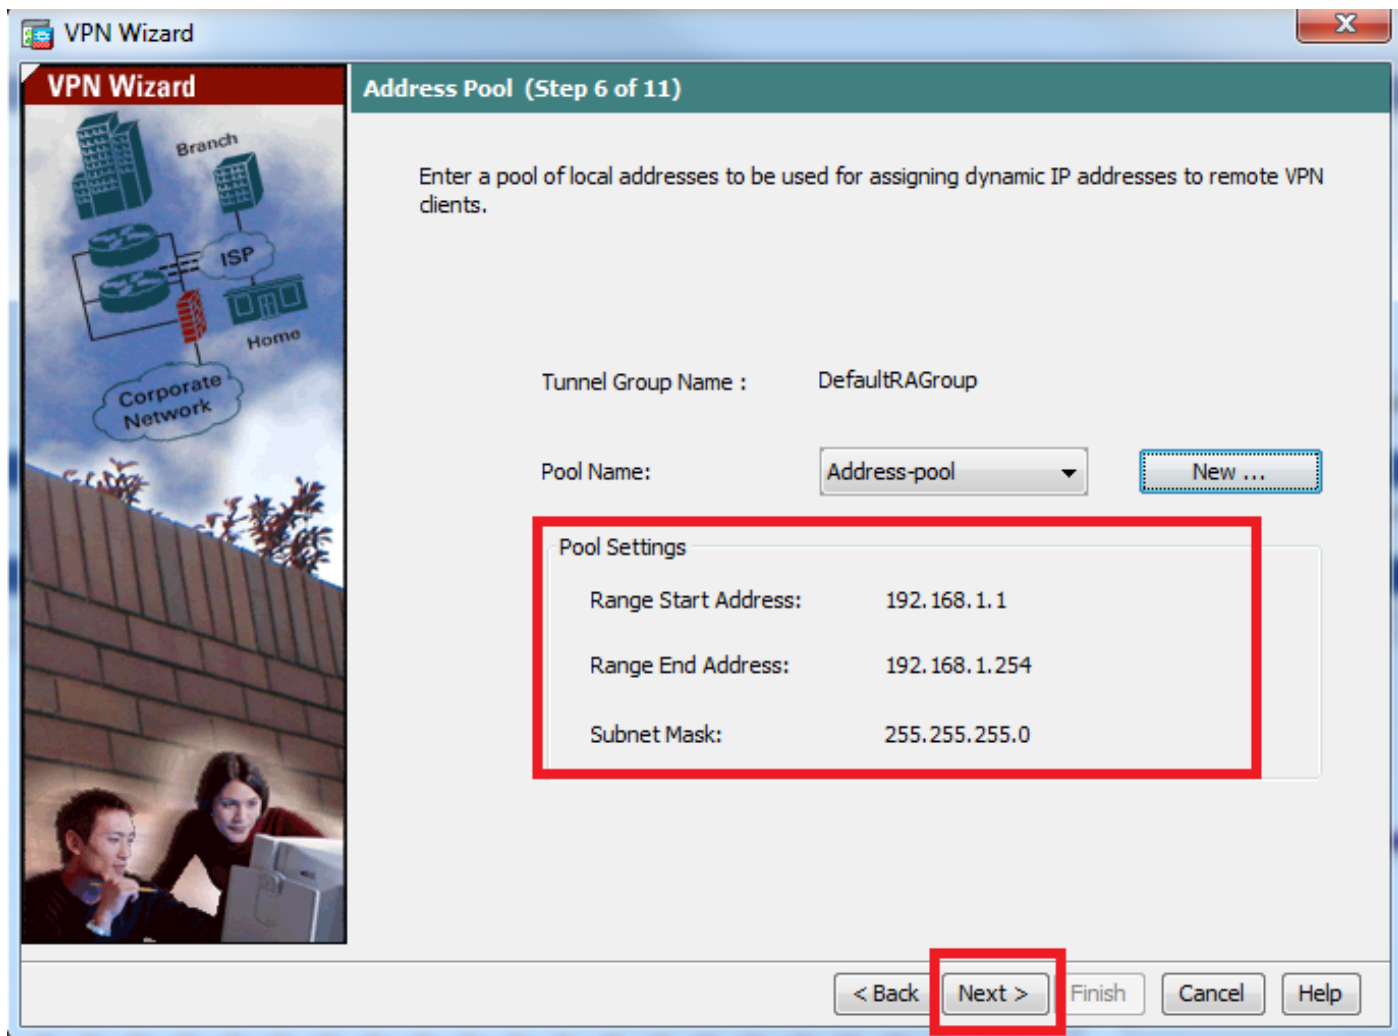 VPN Wizard
VPN Wizard
Address Pool (Step 6 of 11)
Branch
ISP
Home
Corporate
Network
Enter a pool of local addresses to be used for assigning dynamic IP addresses to remote VPN
clients.
Tunnel Group Name : DefaultRAGroup
Pool Name: Address-pool New ...
Pool Settings
Range Start Address: 192.168.1.1
Range End Address: 192.168.1.254
Subnet Mask: 255.255.255.0
< Back Next > Finish Cancel Help